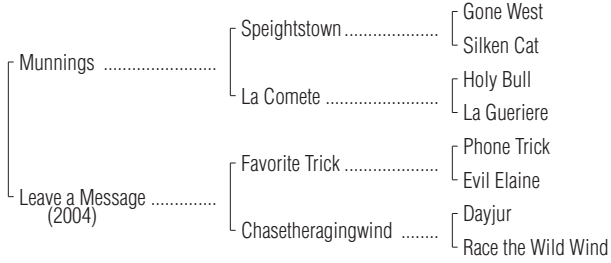 Gone West
Speightstown ....................
Silken Cat
Munnings ........................
Holy Bull
La Comete ........................
La Gueriere
Phone Trick
Favorite Trick ....................
Evil Elaine
Leave a Message ..............
(2004)
Dayjur
Chasetheragingwind ........
Race the Wild Wind